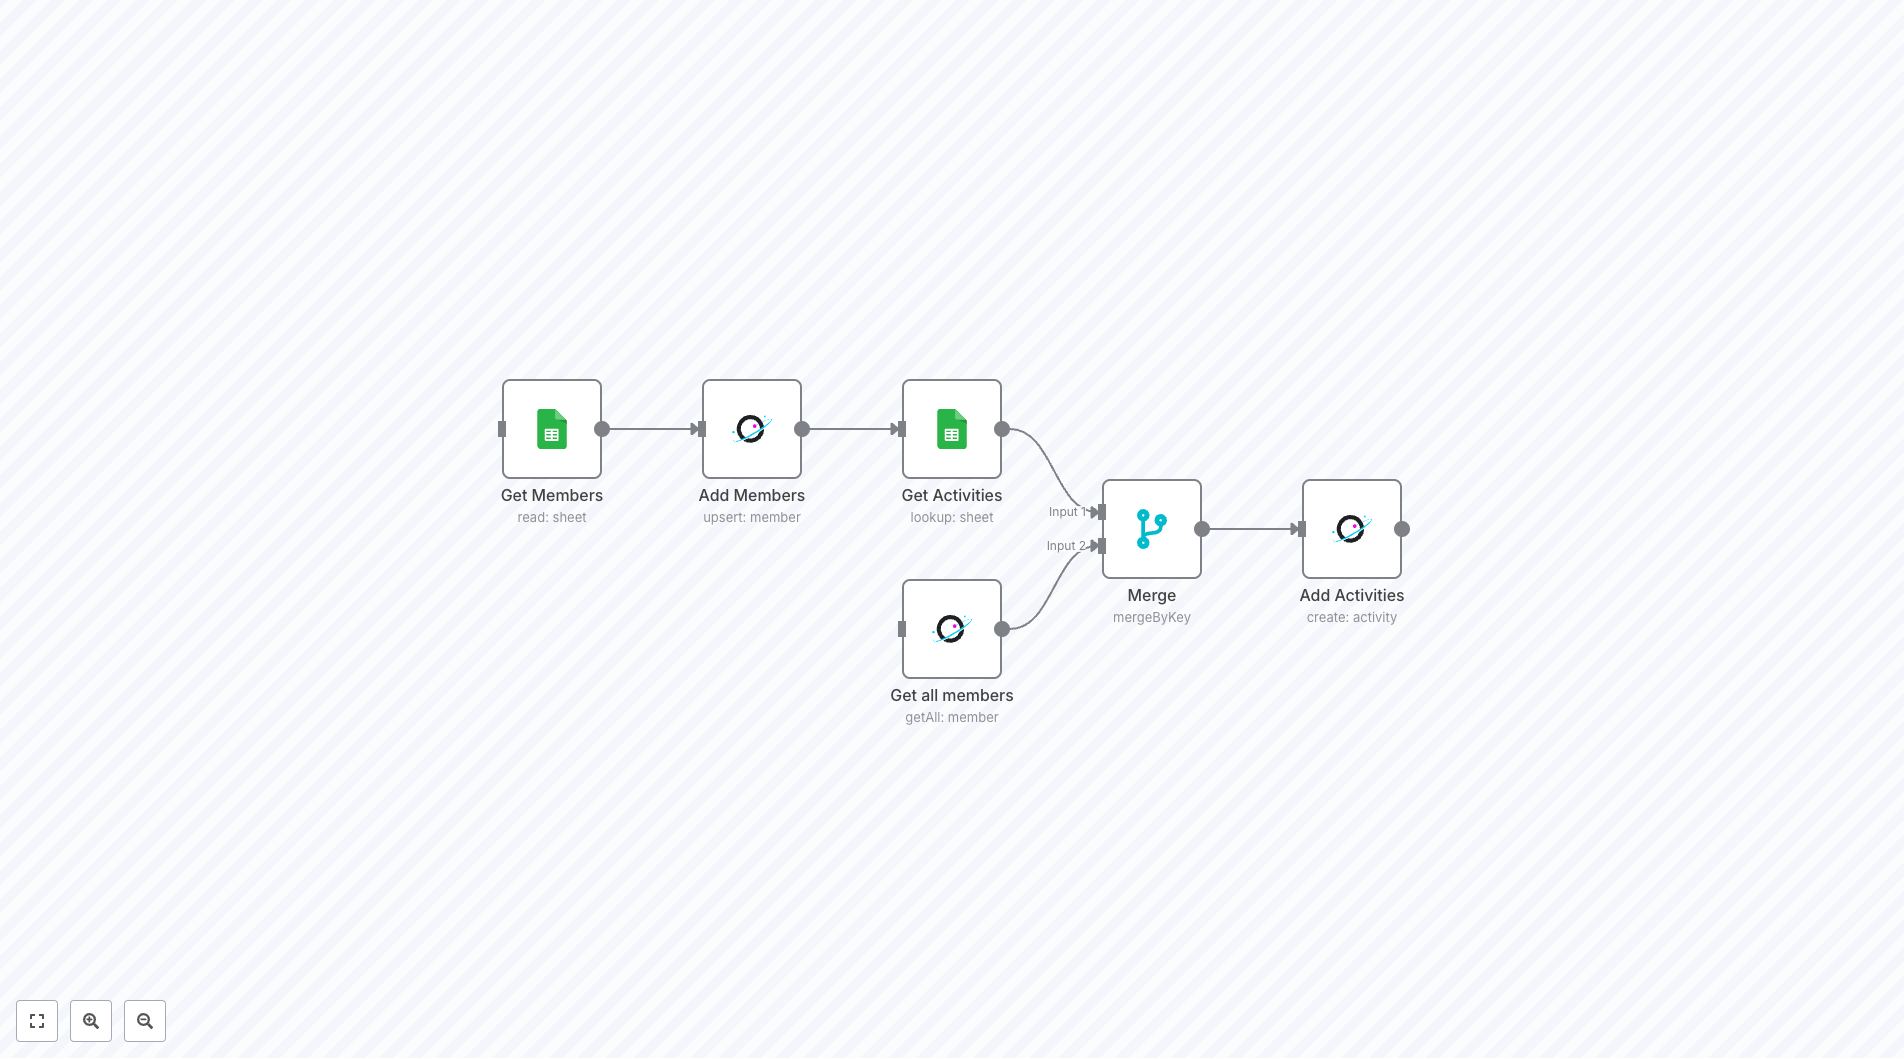 Get Members
read: sheet
Add Members
upsert: member
Get Activities
lookup: sheet
Input 1
Input 2
Merge
mergeByKey
Add Activities
create: activity
Get all members
getAll: member